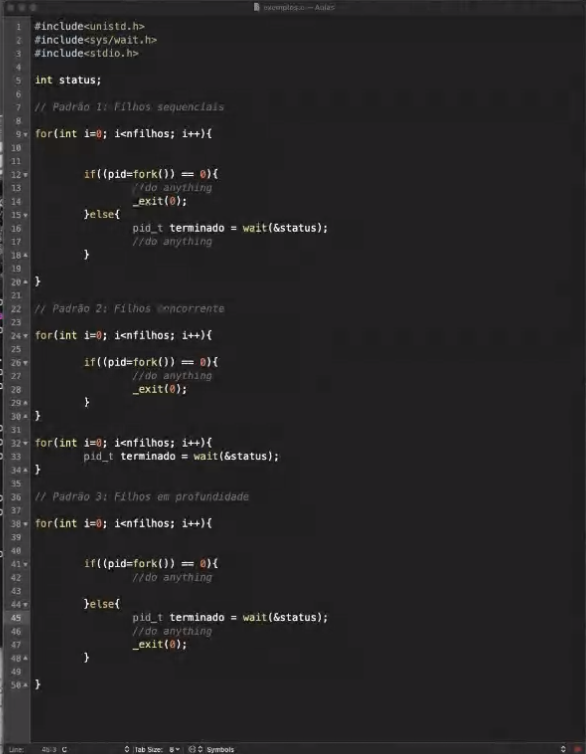 exemplos.c — Aulas
1 #include<unistd.h>
2 #include<sys/wait.h>
3 #include<stdio.h>
4
5 int status;
6
7 // Padrão 1: Filhos sequenciais
8
9 for(int i=0; i<nfilhos; i++){
10
11
12 if((pid=fork()) == 0){
13 //do anything
14 _exit(0);
15 }else{
16 pid_t terminado = wait(&status);
17 //do anything
18 }
19
20 }
21
22 // Padrão 2: Filhos
23
24 for(int i=0; i<nfilhos; i++){
25
26 if((pid=fork()) == 0){
27 //do anything
28 _exit(0);
29 }
30 }
31
32 for(int i=0; i<nfilhos; i++){
33 pid_t terminado = wait(&status);
34 }
35
36 // Padrão 3: Filhos em profundidade
37
38 for(int i=0; i<nfilhos; i++){
39
40
41 if((pid=fork()) == 0){
42 //do anything
43
44 }else{
45 pid_t terminado = wait(&status);
46 //do anything
47 _exit(0);
48 }
49
50 }
Line: C Tab Size: 8 Symbols